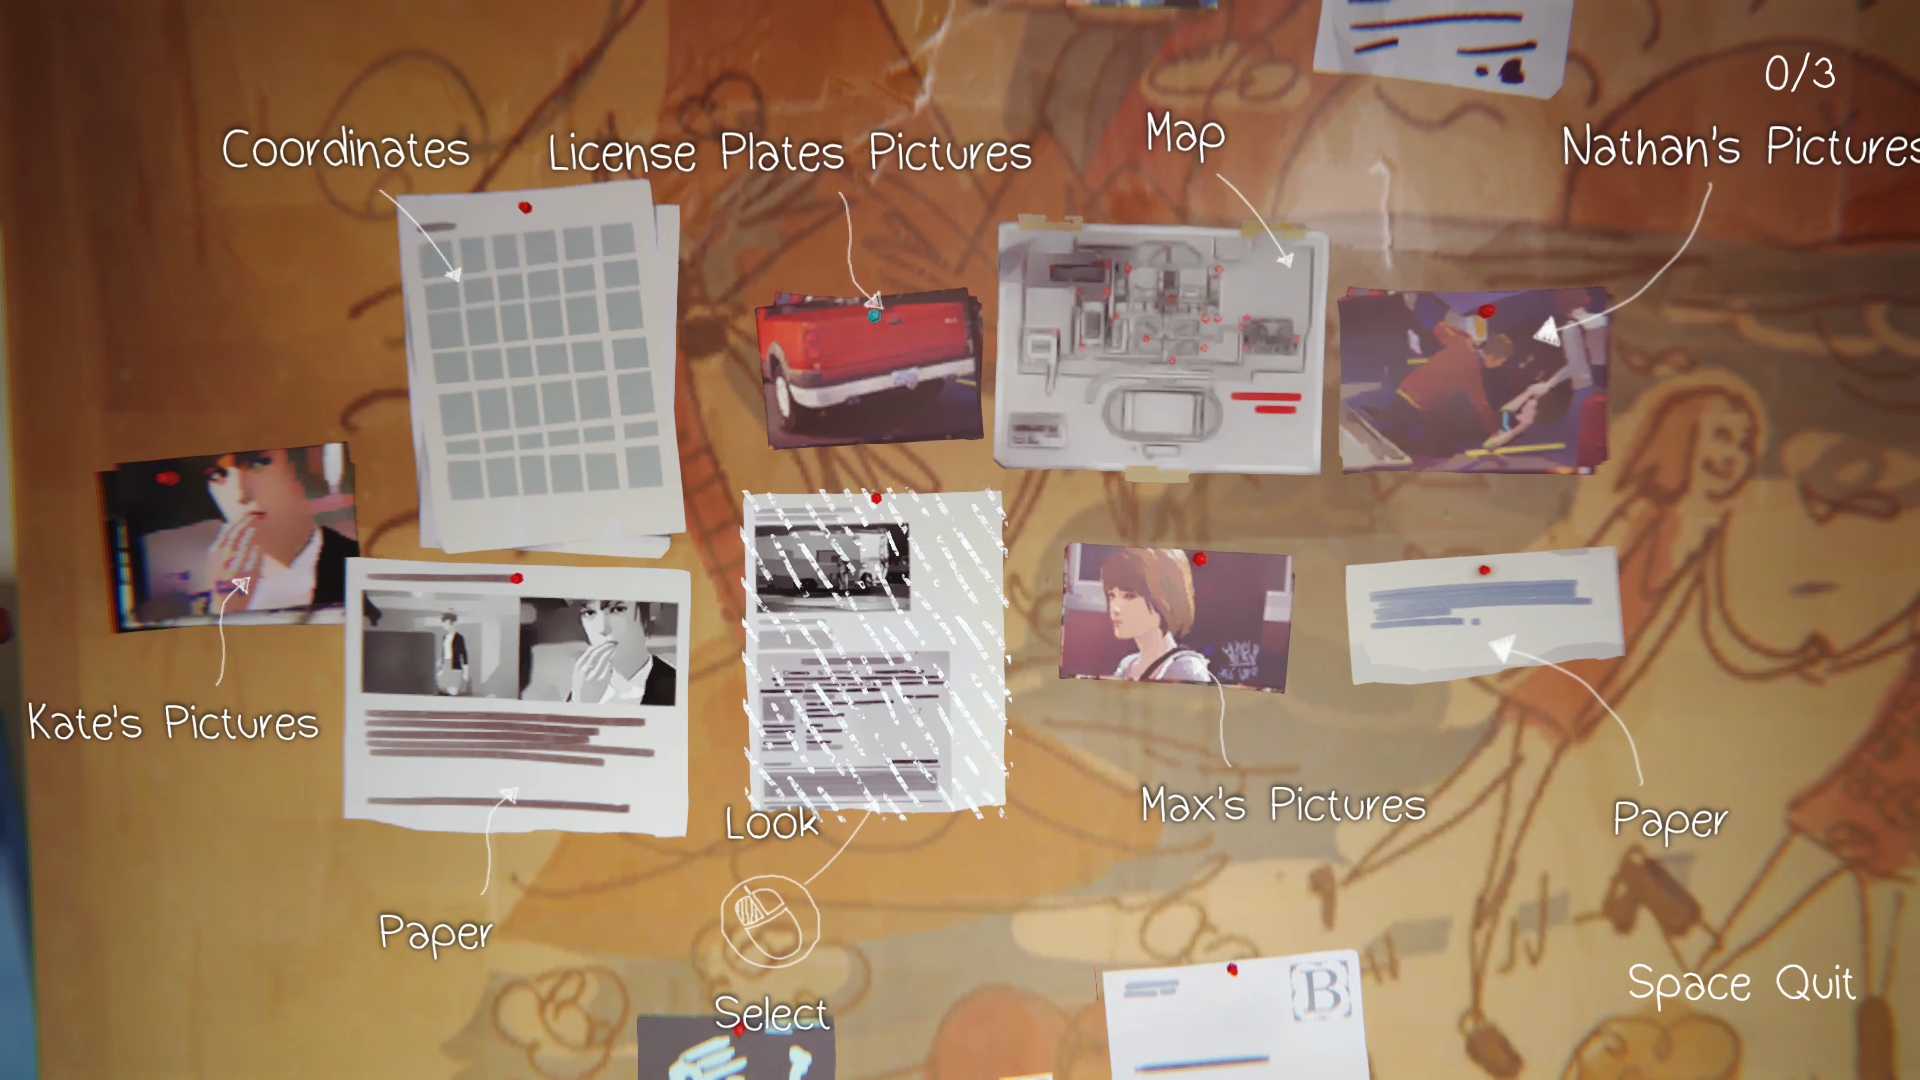 0/3
Coordinates
License Plates Pictures
Map
Nathan's Pictures
Kate's Pictures
Look
Max's Pictures
Paper
Paper
Select
B
Space Quit